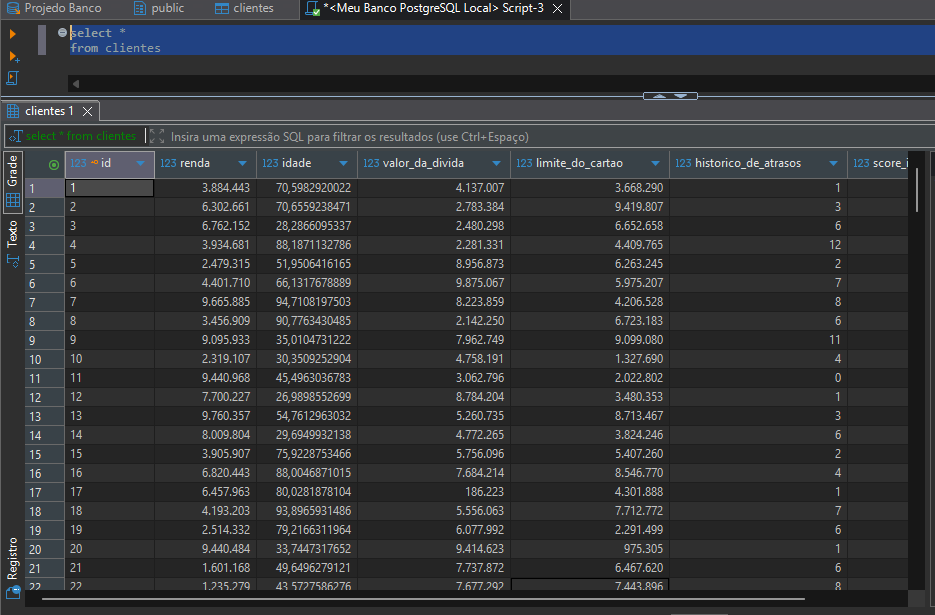 Projedo Banco public clientes *<Meu Banco PostgreSQL Local> Script-3
select *
from clientes
clientes 1
select * from clientes Insira uma expressão SQL para filtrar os resultados (use Ctrl+Espaço)
Grade
Texto
Registro
123 id 123 renda 123 idade 123 valor_da_divida 123 limite_do_cartao 123 historico_de_atrasos 123 score_i
1 1 3.884.443 70,5982920022 4.137.007 3.668.290 1
2 2 6.302.661 70,6559238471 2.783.384 9.419.807 3
3 3 6.762.152 28,2866095337 2.480.298 6.652.658 6
4 4 3.934.681 88,1871132786 2.281.331 4.409.765 12
5 5 2.479.315 51,9506416165 8.956.873 6.263.245 2
6 6 4.401.710 66,1317678889 9.875.067 5.975.207 7
7 7 9.665.885 94,7108197503 8.223.859 4.206.528 8
8 8 3.456.909 90,7763430485 2.142.250 6.723.183 6
9 9 9.095.933 35,0104731222 7.962.749 9.099.080 11
10 10 2.319.107 30,3509252904 4.758.191 1.327.690 4
11 11 9.440.968 45,4963036783 3.062.796 2.022.802 0
12 12 7.700.227 26,9898552699 8.784.204 3.480.353 1
13 13 9.760.357 54,7612963032 5.260.735 8.713.467 3
14 14 8.009.804 29,6949932138 4.772.265 3.824.246 6
15 15 3.905.907 75,9228753466 5.756.096 5.407.260 2
16 16 6.820.443 88,0046871015 7.684.214 8.546.770 4
17 17 6.457.963 80,0281878104 186.223 4.301.888 1
18 18 4.193.203 93,8965931486 5.556.063 7.712.772 7
19 19 2.514.332 79,2166311964 6.077.992 2.291.499 6
20 20 9.440.484 33,7447317652 9.414.623 975.305 1
21 21 1.601.168 49,6496279121 7.737.872 6.467.620 6
22 22 1.235.279 43,5727586276 7.677.292 7.443.896 8